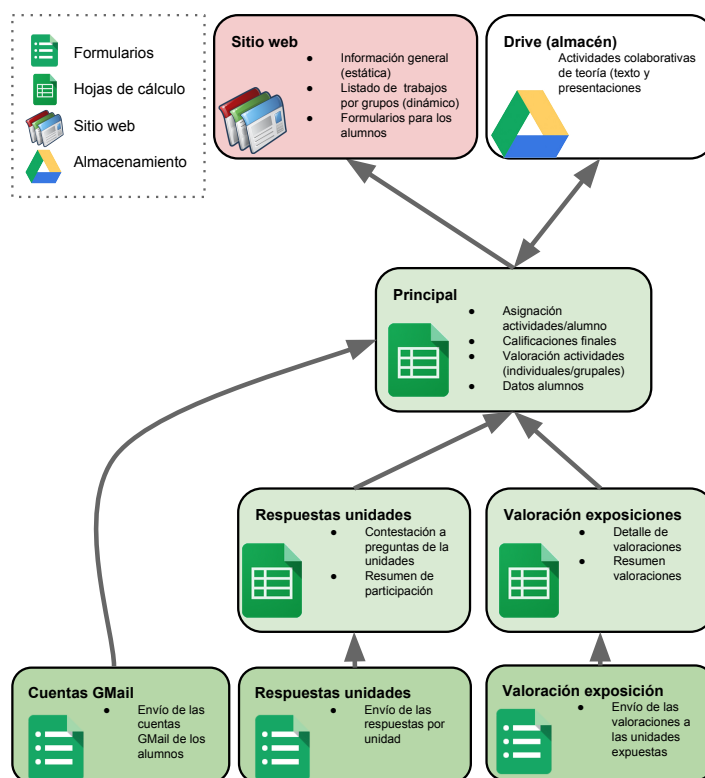 Formularios
Hojas de cálculo
Sitio web
Almacenamiento
Sitio web
● Información general
(estática)
● Listado de trabajos
por grupos (dinámico)
● Formularios para los
alumnos
Drive (almacén)
Actividades colaborativas
de teoría (texto y
presentaciones
Principal
● Asignación
actividades/alumno
● Calificaciones finales
● Valoración actividades
(individuales/grupales)
● Datos alumnos
Respuestas unidades
● Contestación a
preguntas de la
unidades
● Resumen de
participación
Valoración exposiciones
● Detalle de
valoraciones
● Resumen
valoraciones
Cuentas GMail
● Envío de las
cuentas
GMail de los
alumnos
Respuestas unidades
● Envío de las
respuestas por
unidad
Valoración exposición
● Envío de las
valoraciones a
las unidades
expuestas